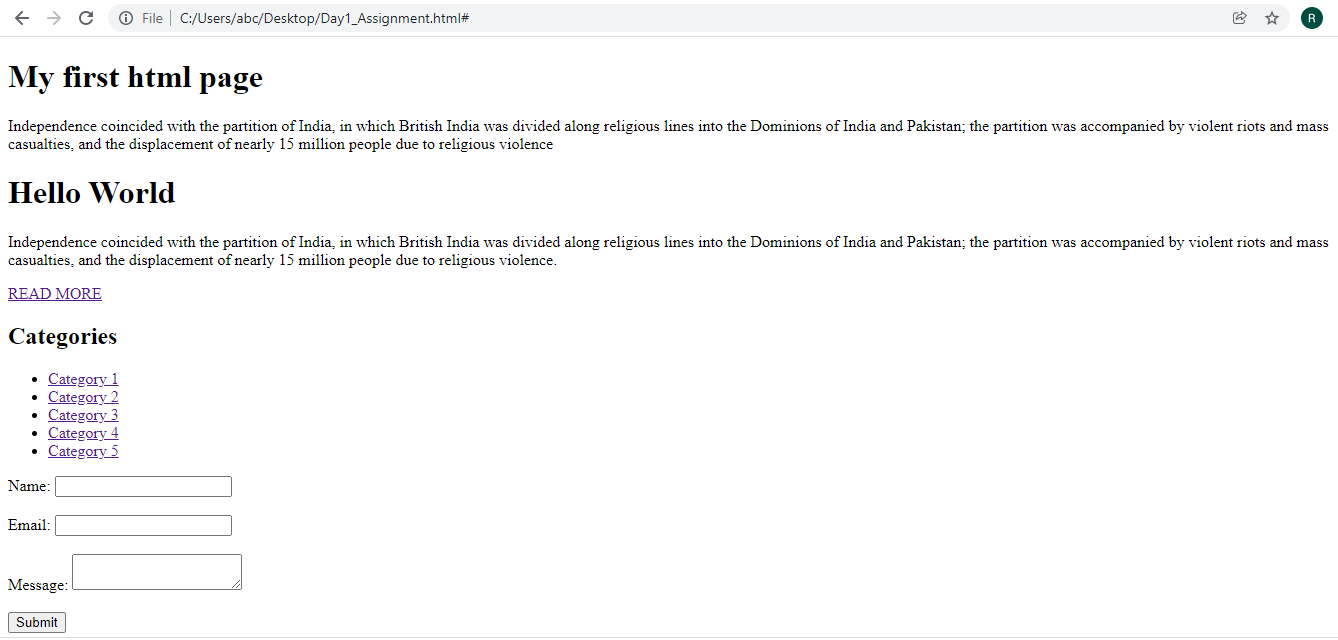 File C:/Users/abc/Desktop/Day1_Assignment.html#
R
My first html page
Independence coincided with the partition of India, in which British India was divided along religious lines into the Dominions of India and Pakistan; the partition was accompanied by violent riots and mass
casualties, and the displacement of nearly 15 million people due to religious violence
Hello World
Independence coincided with the partition of India, in which British India was divided along religious lines into the Dominions of India and Pakistan; the partition was accompanied by violent riots and mass
casualties, and the displacement of nearly 15 million people due to religious violence.
READ MORE
Categories
Category 1
Category 2
Category 3
Category 4
Category 5
Name:
Email:
Message:
Submit